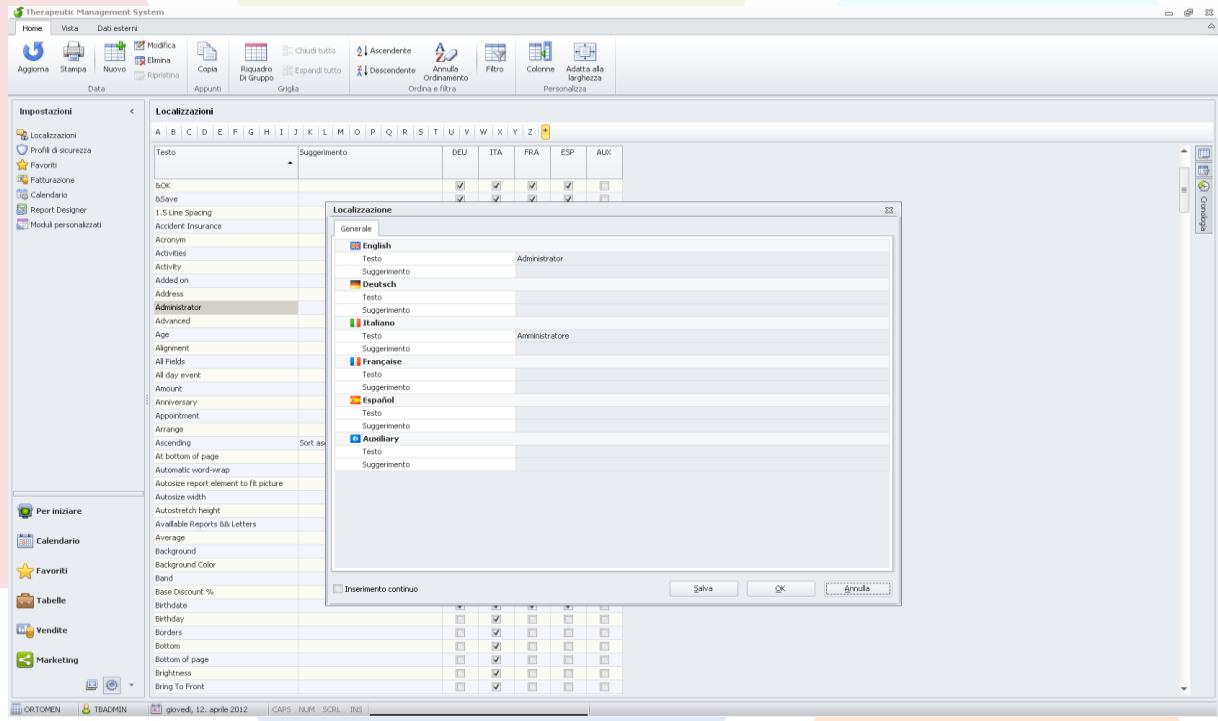 Therapeutic Management System
Home Vista Dati esterni
Aggiorna Stampa Nuovo Modifica Elimina Ripristina Copia Riquadro Di Gruppo Chiudi tutto Espandi tutto Ascendente Discendente Annulla Ordinamento Filtro Colonne Adatta alla larghezza
Data Appunti Griglia Ordina e filtra Personalizza
Impostazioni
Localizzazioni
Profili di sicurezza
Favoriti
Fatturazione
Calendario
Report Designer
Moduli personalizzati
Per iniziare
Calendario
Favoriti
Tabelle
Vendite
Marketing
Localizzazioni
A B C D E F G H I J K L M O P Q R S T U V W X Y Z *
Testo Suggerimento DEU ITA FRA ESP AUX
&OK
&Save
1.5 Line Spacing
Accident Insurance
Acronym
Activities
Activity
Added on
Address
Administrator
Advanced
Age
Alignment
All Fields
All day event
Amount
Anniversary
Appointment
Arrange
Ascending Sort as
At bottom of page
Automatic word-wrap
Autosize report element to fit picture
Autosize width
Autostretch height
Available Reports && Letters
Average
Background
Background Color
Band
Base Discount %
Birthdate
Birthday
Borders
Bottom
Bottom of page
Brightness
Bring To Front
Localizzazione
Generale
English
Testo Administrator
Suggerimento
Deutsch
Testo
Suggerimento
Italiano
Testo Amministratore
Suggerimento
Française
Testo
Suggerimento
Español
Testo
Suggerimento
Auxiliary
Testo
Suggerimento
Inserimento continuo Salva OK Annulla
Cronologia
ORTOMEN TBADMIN giovedì, 12. aprile 2012 CAPS NUM SCRL INS